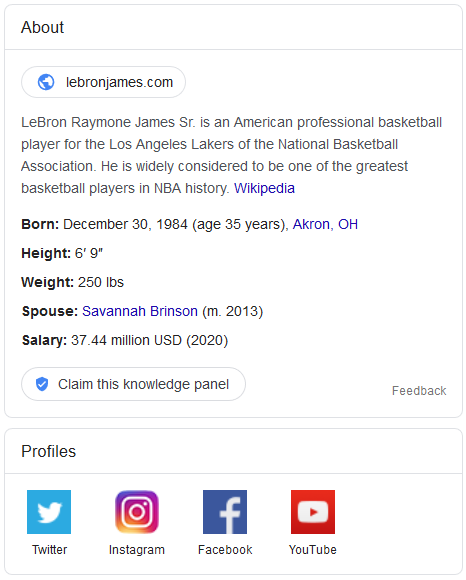 About
lebronjames.com
LeBron Raymone James Sr. is an American professional basketball
player for the Los Angeles Lakers of the National Basketball
Association. He is widely considered to be one of the greatest
basketball players in NBA history. Wikipedia
Born: December 30, 1984 (age 35 years), Akron, OH
Height: 6′ 9″
Weight: 250 lbs
Spouse: Savannah Brinson (m. 2013)
Salary: 37.44 million USD (2020)
Claim this knowledge panel
Feedback
Profiles
Twitter
Instagram
Facebook
YouTube